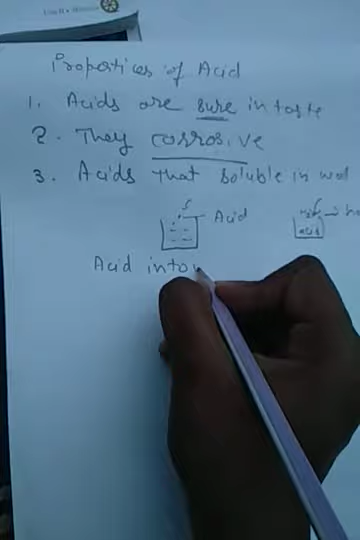 Properties of Acid
1. Acids are sure in taste
2. They corrosive
3. Acids that soluble in wat
Acid
acid
Acid into